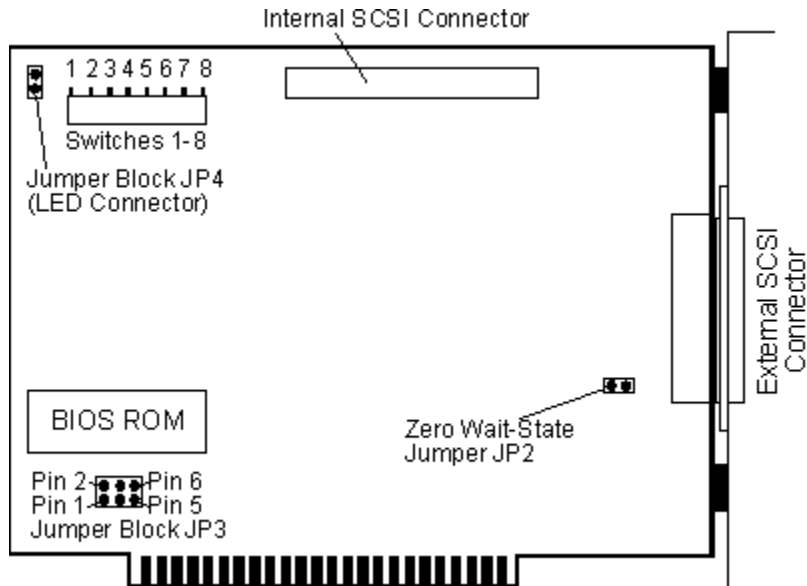 Internal SCSI Connector
1 2 3 4 5 6 7 8
Switches 1-8
Jumper Block JP4
(LED Connector)
External SCSI
Connector
BIOS ROM
Zero Wait-State
Jumper JP2
Pin 2 Pin 6
Pin 1 Pin 5
Jumper Block JP3